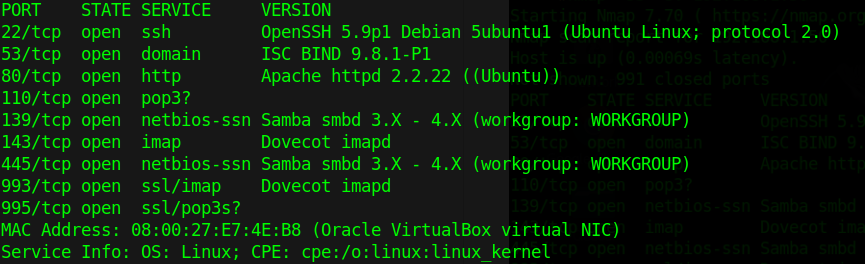 PORT    STATE SERVICE     VERSION
22/tcp  open  ssh         OpenSSH 5.9p1 Debian 5ubuntu1 (Ubuntu Linux; protocol 2.0)
53/tcp  open  domain      ISC BIND 9.8.1-P1
80/tcp  open  http        Apache httpd 2.2.22 ((Ubuntu))
110/tcp open  pop3?
139/tcp open  netbios-ssn Samba smbd 3.X - 4.X (workgroup: WORKGROUP)
143/tcp open  imap        Dovecot imapd
445/tcp open  netbios-ssn Samba smbd 3.X - 4.X (workgroup: WORKGROUP)
993/tcp open  ssl/imap    Dovecot imapd
995/tcp open  ssl/pop3s?
MAC Address: 08:00:27:E7:4E:B8 (Oracle VirtualBox virtual NIC)
Service Info: OS: Linux; CPE: cpe:/o:linux:linux_kernel